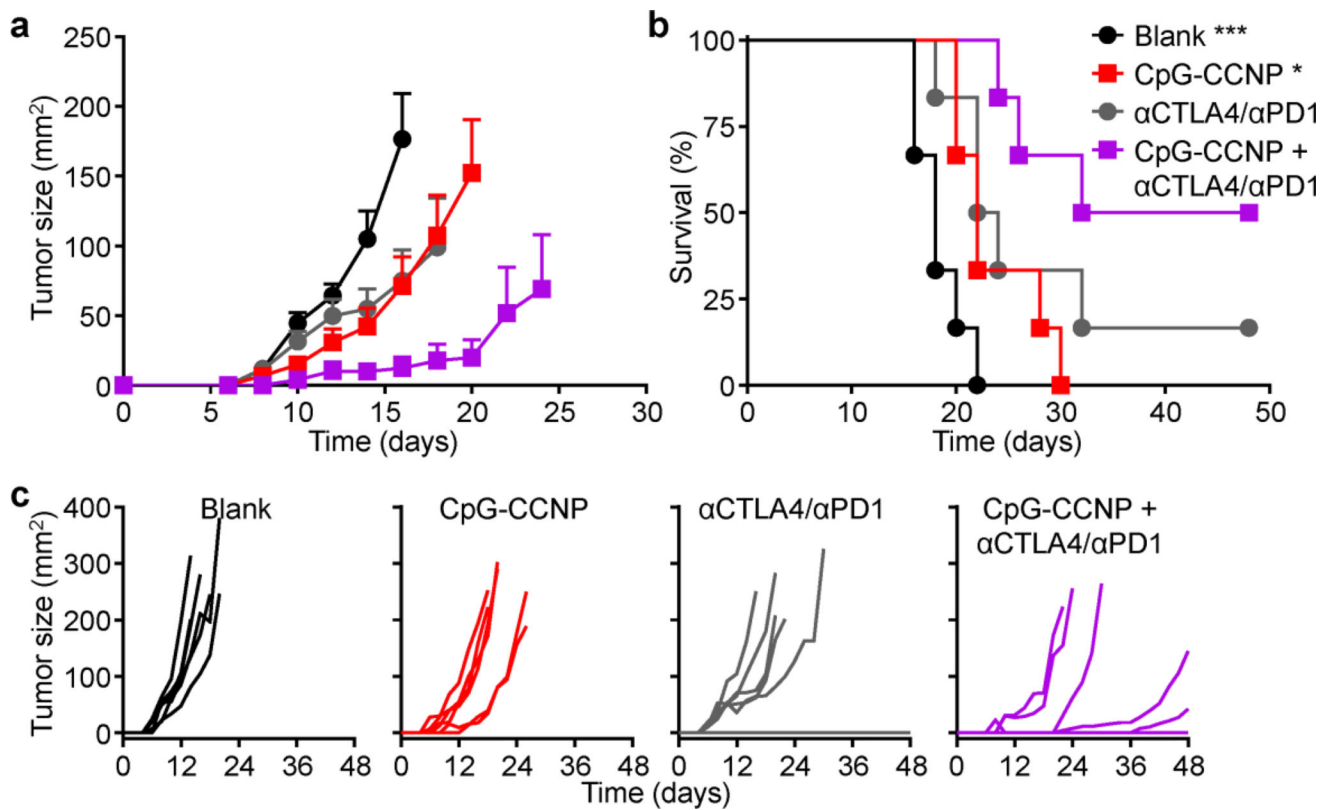 a
250
200
150
100
50
0
Tumor size (mm²)
0 5 10 15 20 25 30
Time (days)
b
100
75
50
25
0
Survival (%)
0 10 20 30 40 50
Time (days)
Blank ***
CpG-CCNP *
αCTLA4/αPD1
CpG-CCNP +
αCTLA4/αPD1
c
400
300
200
100
0
Tumor size (mm²)
Blank
CpG-CCNP
αCTLA4/αPD1
CpG-CCNP +
αCTLA4/αPD1
0 12 24 36 48 0 12 24 36 48 0 12 24 36 48 0 12 24 36 48
Time (days)